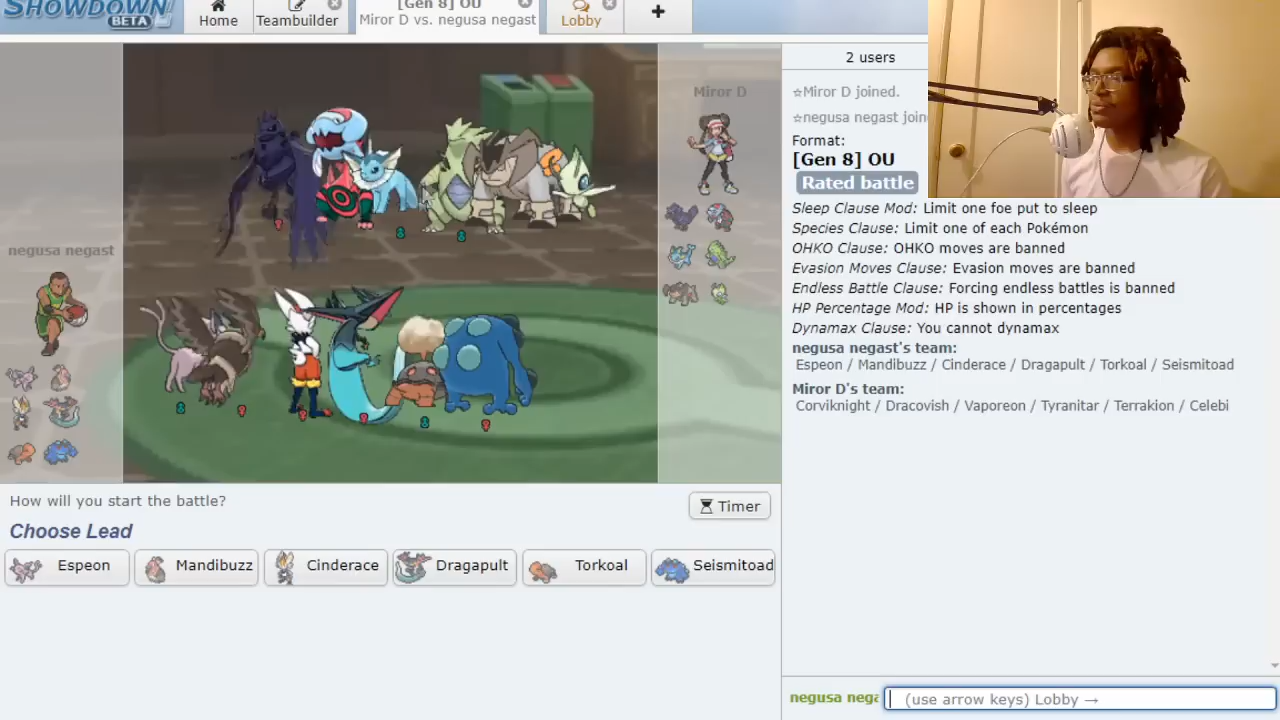 SHOWDOWN
BETA
Home
Teambuilder
[Gen 8] OU
Miror D vs. negusa negast
Lobby
+
negusa negast
Miror D
2 users
☆Miror D joined.
☆negusa negast join
Format:
[Gen 8] OU
Rated battle
Sleep Clause Mod: Limit one foe put to sleep
Species Clause: Limit one of each Pokémon
OHKO Clause: OHKO moves are banned
Evasion Moves Clause: Evasion moves are banned
Endless Battle Clause: Forcing endless battles is banned
HP Percentage Mod: HP is shown in percentages
Dynamax Clause: You cannot dynamax
negusa negast's team:
Espeon / Mandibuzz / Cinderace / Dragapult / Torkoal / Seismitoad
Miror D's team:
Corviknight / Dracovish / Vaporeon / Tyranitar / Terrakion / Celebi
How will you start the battle?
Timer
Choose Lead
Espeon
Mandibuzz
Cinderace
Dragapult
Torkoal
Seismitoad
negusa nega
(use arrow keys) Lobby →